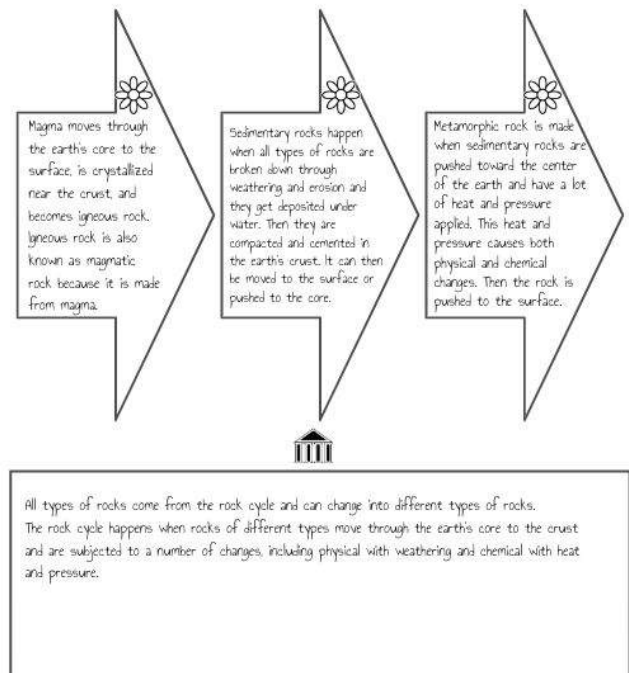 Magma moves through
the earth's core to the
surface, is crystallized
near the crust, and
becomes igneous rock.
Igneous rock is also
known as magmatic
rock because it is made
from magma.
Sedimentary rocks happen
when all types of rocks are
broken down through
weathering and erosion and
they get deposited under
water. Then they are
compacted and cemented in
the earth's crust. It can then
be moved to the surface or
pushed to the core.
Metamorphic rock is made
when sedimentary rocks are
pushed toward the center
of the earth and have a lot
of heat and pressure
applied. This heat and
pressure causes both
physical and chemical
changes. Then the rock is
pushed to the surface.
All types of rocks come from the rock cycle and can change into different types of rocks.
The rock cycle happens when rocks of different types move through the earth's core to the crust
and are subjected to a number of changes, including physical with weathering and chemical with heat
and pressure.